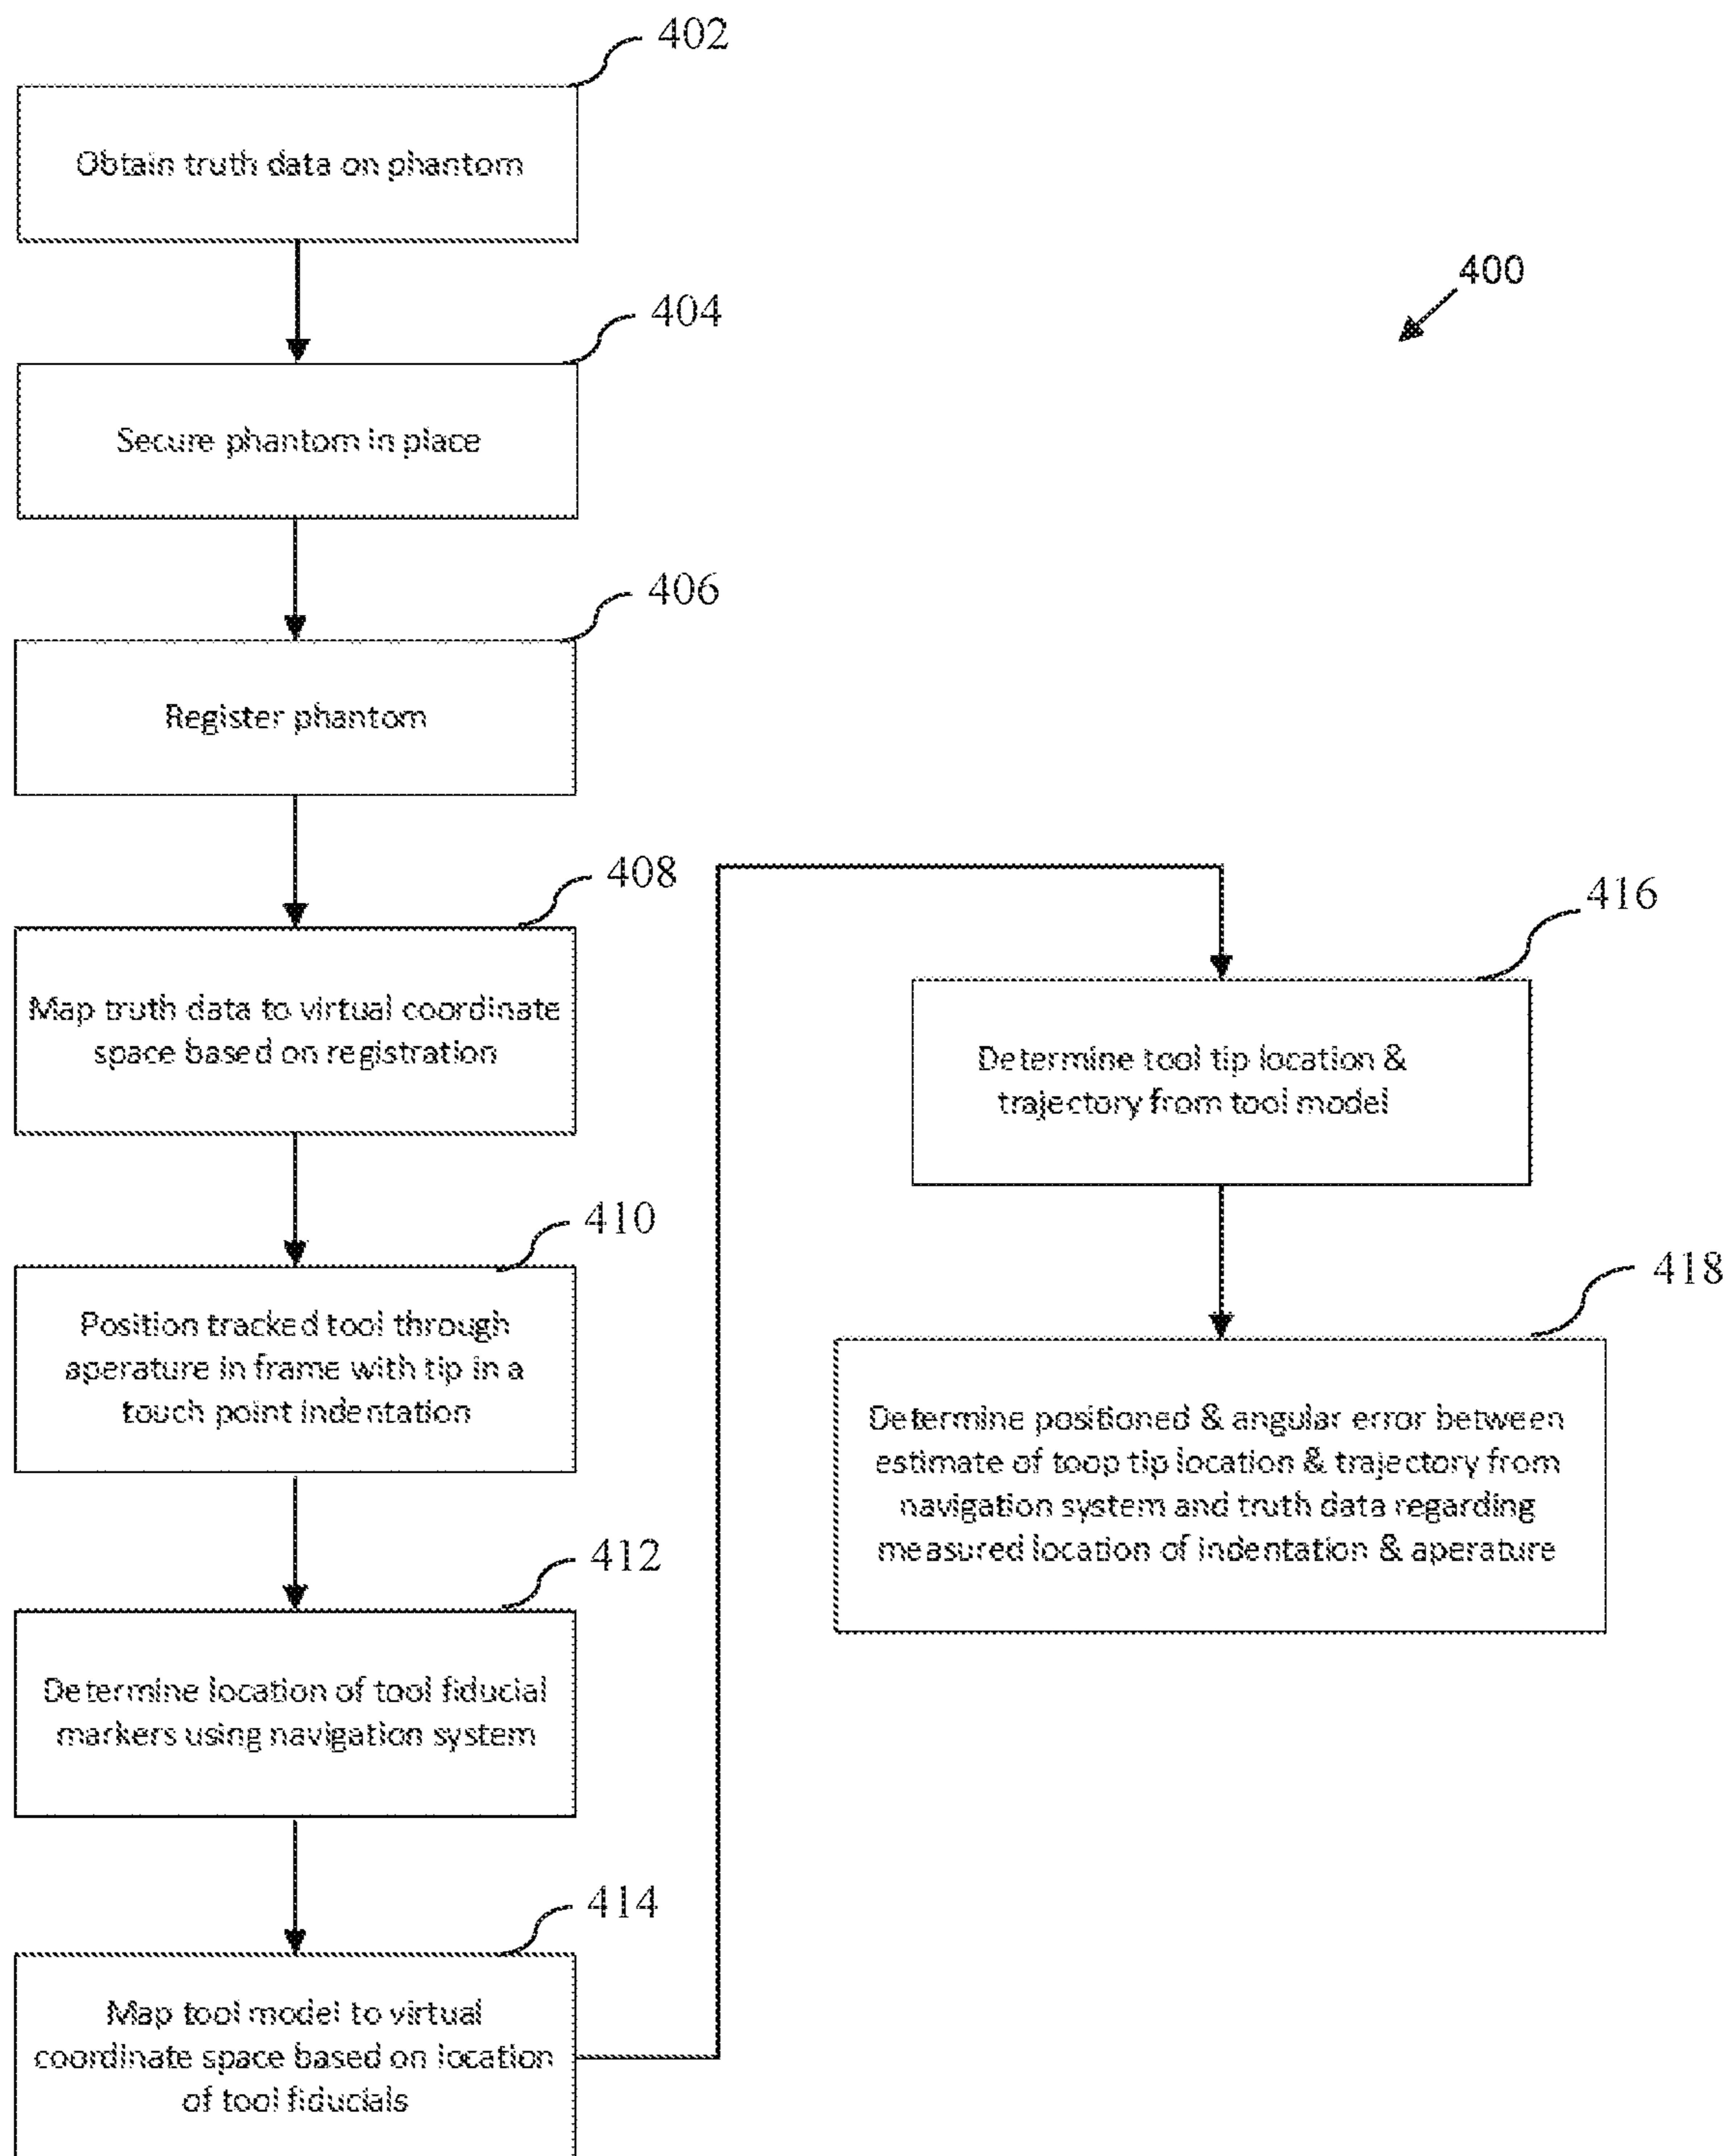 402
Obtain truth data on phantom
404
Secure phantom in place
406
Register phantom
408
Map truth data to virtual coordinate
space based on registration
410
Position tracked tool through
aperature in frame with tip in a
touch point indentation
412
Determine location of tool fiducial
markers using navigation system
414
Map tool model to virtual
coordinate space based on location
of tool fiducials
400
416
Determine tool tip location &
trajectory from tool model
418
Determine positioned & angular error between
estimate of toop tip location & trajectory from
navigation system and truth data regarding
measured location of indentation & aperature